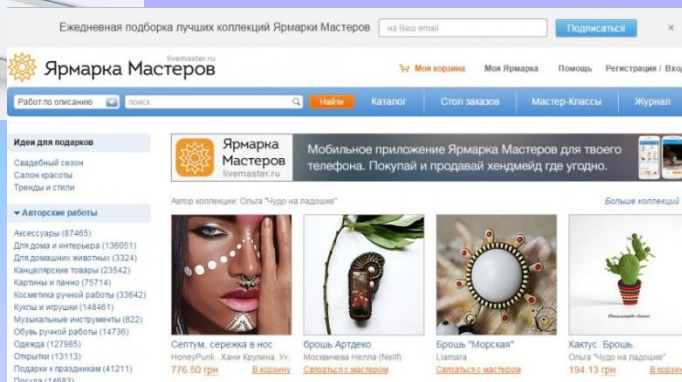 Ежедневная подборка лучших коллекций Ярмарки Мастеров
на Ваш email
Подписаться
×
livemaster.ru
Ярмарка Мастеров
Моя корзина
Моя Ярмарка
Помощь
Регистрация / Вход
Работ по описанию
поиск
Найти
Каталог
Стол заказов
Мастер-Классы
Журнал
Идеи для подарков
Свадебный сезон
Салон красоты
Тренды и стили
Авторские работы
Аксессуары (87465)
Для дома и интерьера (136051)
Для домашних животных (3324)
Канцелярские товары (23542)
Картины и панно (75714)
Косметика ручной работы (33642)
Куклы и игрушки (148461)
Музыкальные инструменты (822)
Обувь ручной работы (14736)
Одежда (127985)
Открытки (13113)
Подарки к праздникам (41211)
Посуда (14683)
Ярмарка
Мастеров
livemaster.ru
Мобильное приложение Ярмарка Мастеров для твоего
телефона. Покупай и продавай хендмейд где угодно.
Автор коллекции: Ольга "Чудо на ладошке"
Больше коллекций
Септум, сережка в нос
HoneyPunk . Хани Крупина. Ук
776.50 грн
В корзину
брошь Артдеко
Москвичева Нелла (Nelif)
Связаться с мастером
Брошь "Морская"
Liamara
Связаться с мастером
Кактус. Брошь.
Ольга "Чудо на ладошке"
194.13 грн
В корзин